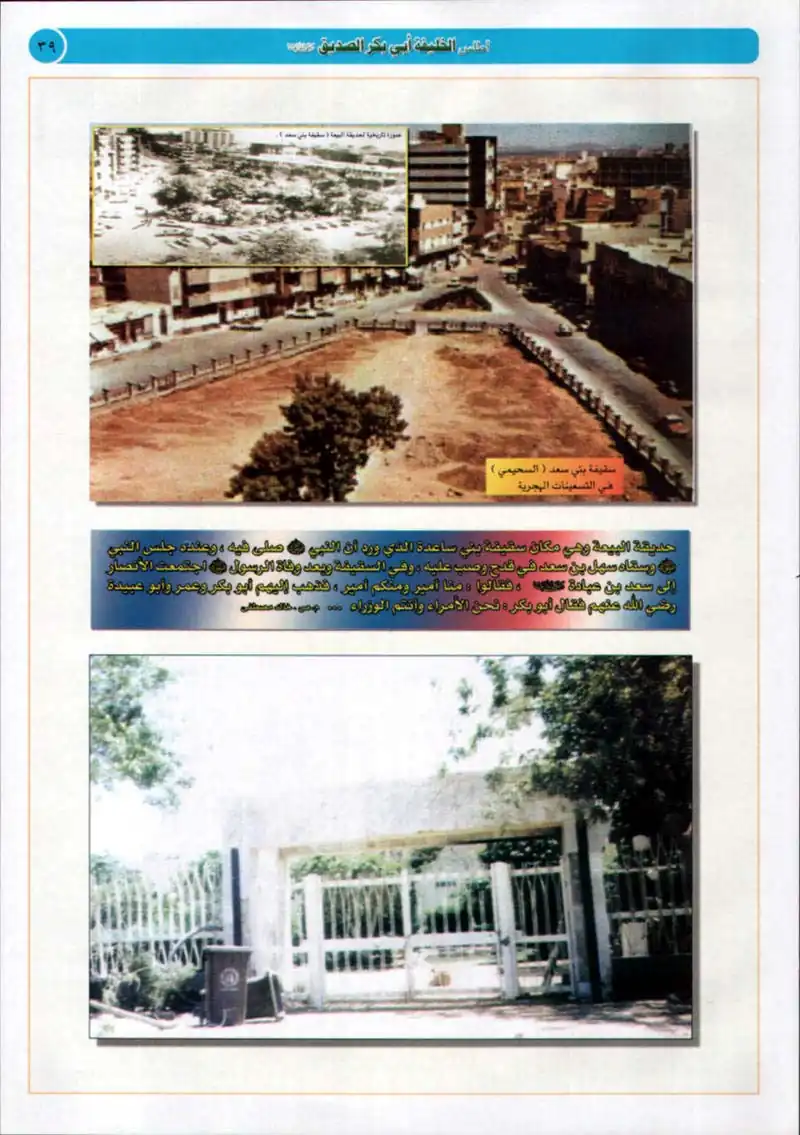 ٣٩
أطلس الخليفة أبي بكر الصديق
صورة تاريخية لحديقة البيعة ( سقيفة بني سعد ) .
سقيفة بني سعد ( السحيمي )
في التسعينات الهجرية
حديقة البيعة وهي مكان سقيفة بني ساعدة الذي ورد أن النبي ﷺ صلى فيه ، وعنده جلس النبي
ﷺ وسقاه سهل بن سعد في قدح وصب عليه ، وفي السقيفة وبعد وفاة الرسول ﷺ اجتمعت الأنصار
إلى سعد بن عبادة ، فقالوا : منا أمير ومنكم أمير ، فذهب إليهم أبو بكر وعمر وأبو عبيدة
رضي الله عنهم فقال أبو بكر : نحن الأمراء وأنتم الوزراء ...